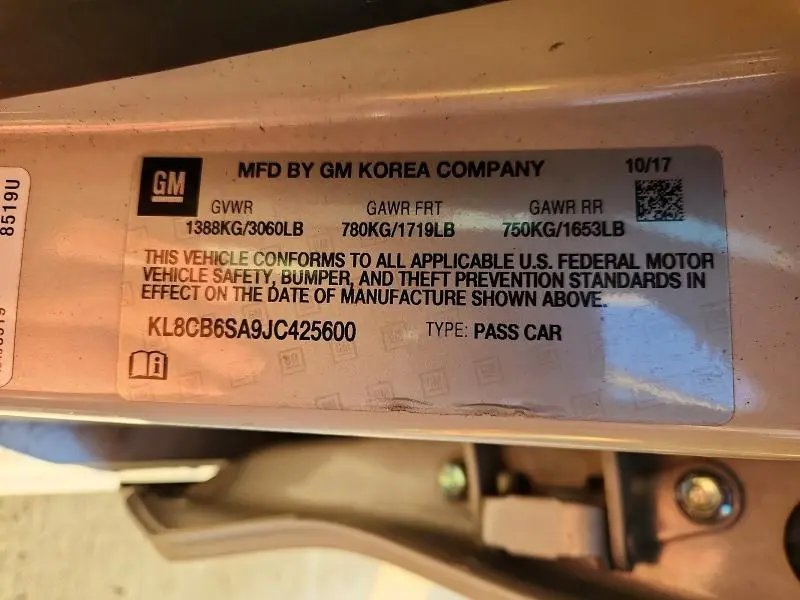 MFD BY GM KOREA COMPANY 10/17
GM
GVWR GAWR FRT GAWR RR
1388KG/3060LB 780KG/1719LB 750KG/1653LB
THIS VEHICLE CONFORMS TO ALL APPLICABLE U.S. FEDERAL MOTOR
VEHICLE SAFETY, BUMPER, AND THEFT PREVENTION STANDARDS IN
EFFECT ON THE DATE OF MANUFACTURE SHOWN ABOVE.
KL8CB6SA9JC425600 TYPE: PASS CAR
8519U